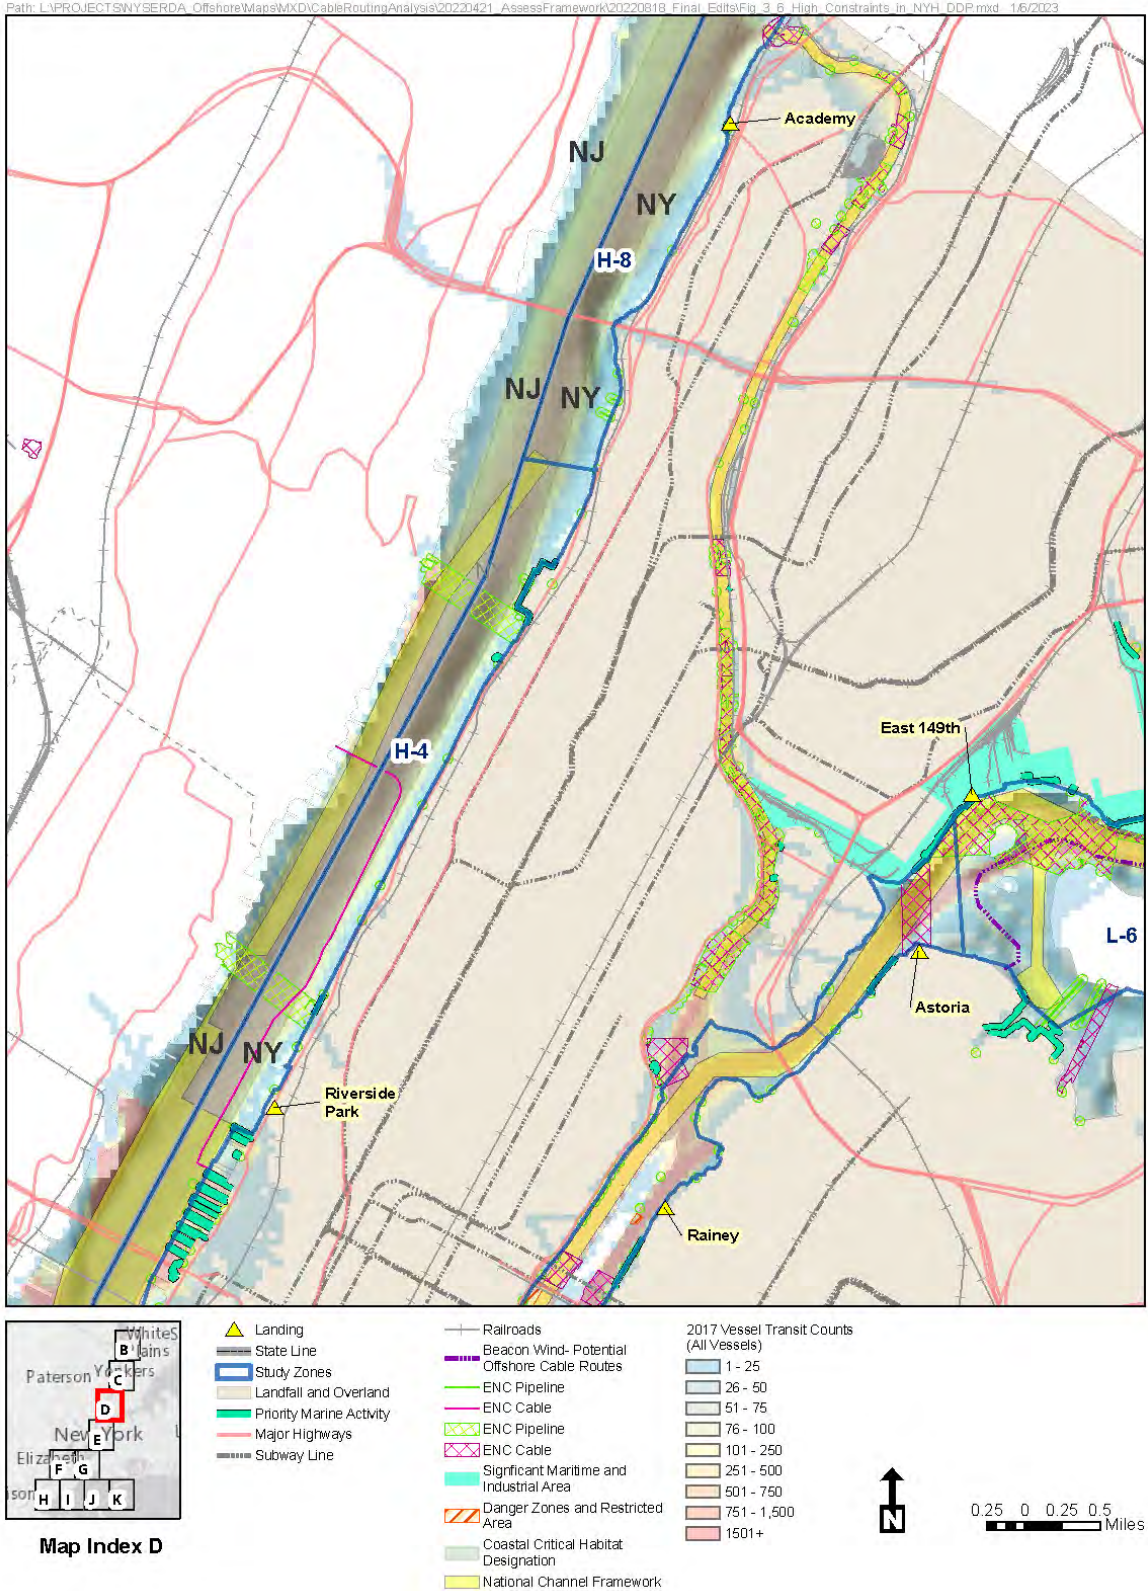 Path: L:\PROJECTS\NYSERDA_Offshore\Maps\MXD\CableRoutingAnalysis\20220421_AssessFramework\20220818_Final_Edits\Fig_3_6_High_Constraints_in_NYH_DDP.mxd 1/6/2023
Academy
NJ
NY
H-8
NJ
NY
East 149th
H-4
L-6
Astoria
NJ
NY
Riverside
Park
Rainey
WhiteS
lains
B
Paterson
Yonkers
C
D
New York
E
Elizabeth
F
G
ison
H
I
J
K
Map Index D
Landing
State Line
Study Zones
Landfall and Overland
Priority Marine Activity
Major Highways
Subway Line
Railroads
Beacon Wind- Potential
Offshore Cable Routes
ENC Pipeline
ENC Cable
ENC Pipeline
ENC Cable
Signficant Maritime and
Industrial Area
Danger Zones and Restricted
Area
Coastal Critical Habitat
Designation
National Channel Framework
2017 Vessel Transit Counts
(All Vessels)
1 - 25
26 - 50
51 - 75
76 - 100
101 - 250
251 - 500
501 - 750
751 - 1,500
1501+
N
0.25 0 0.25 0.5
Miles